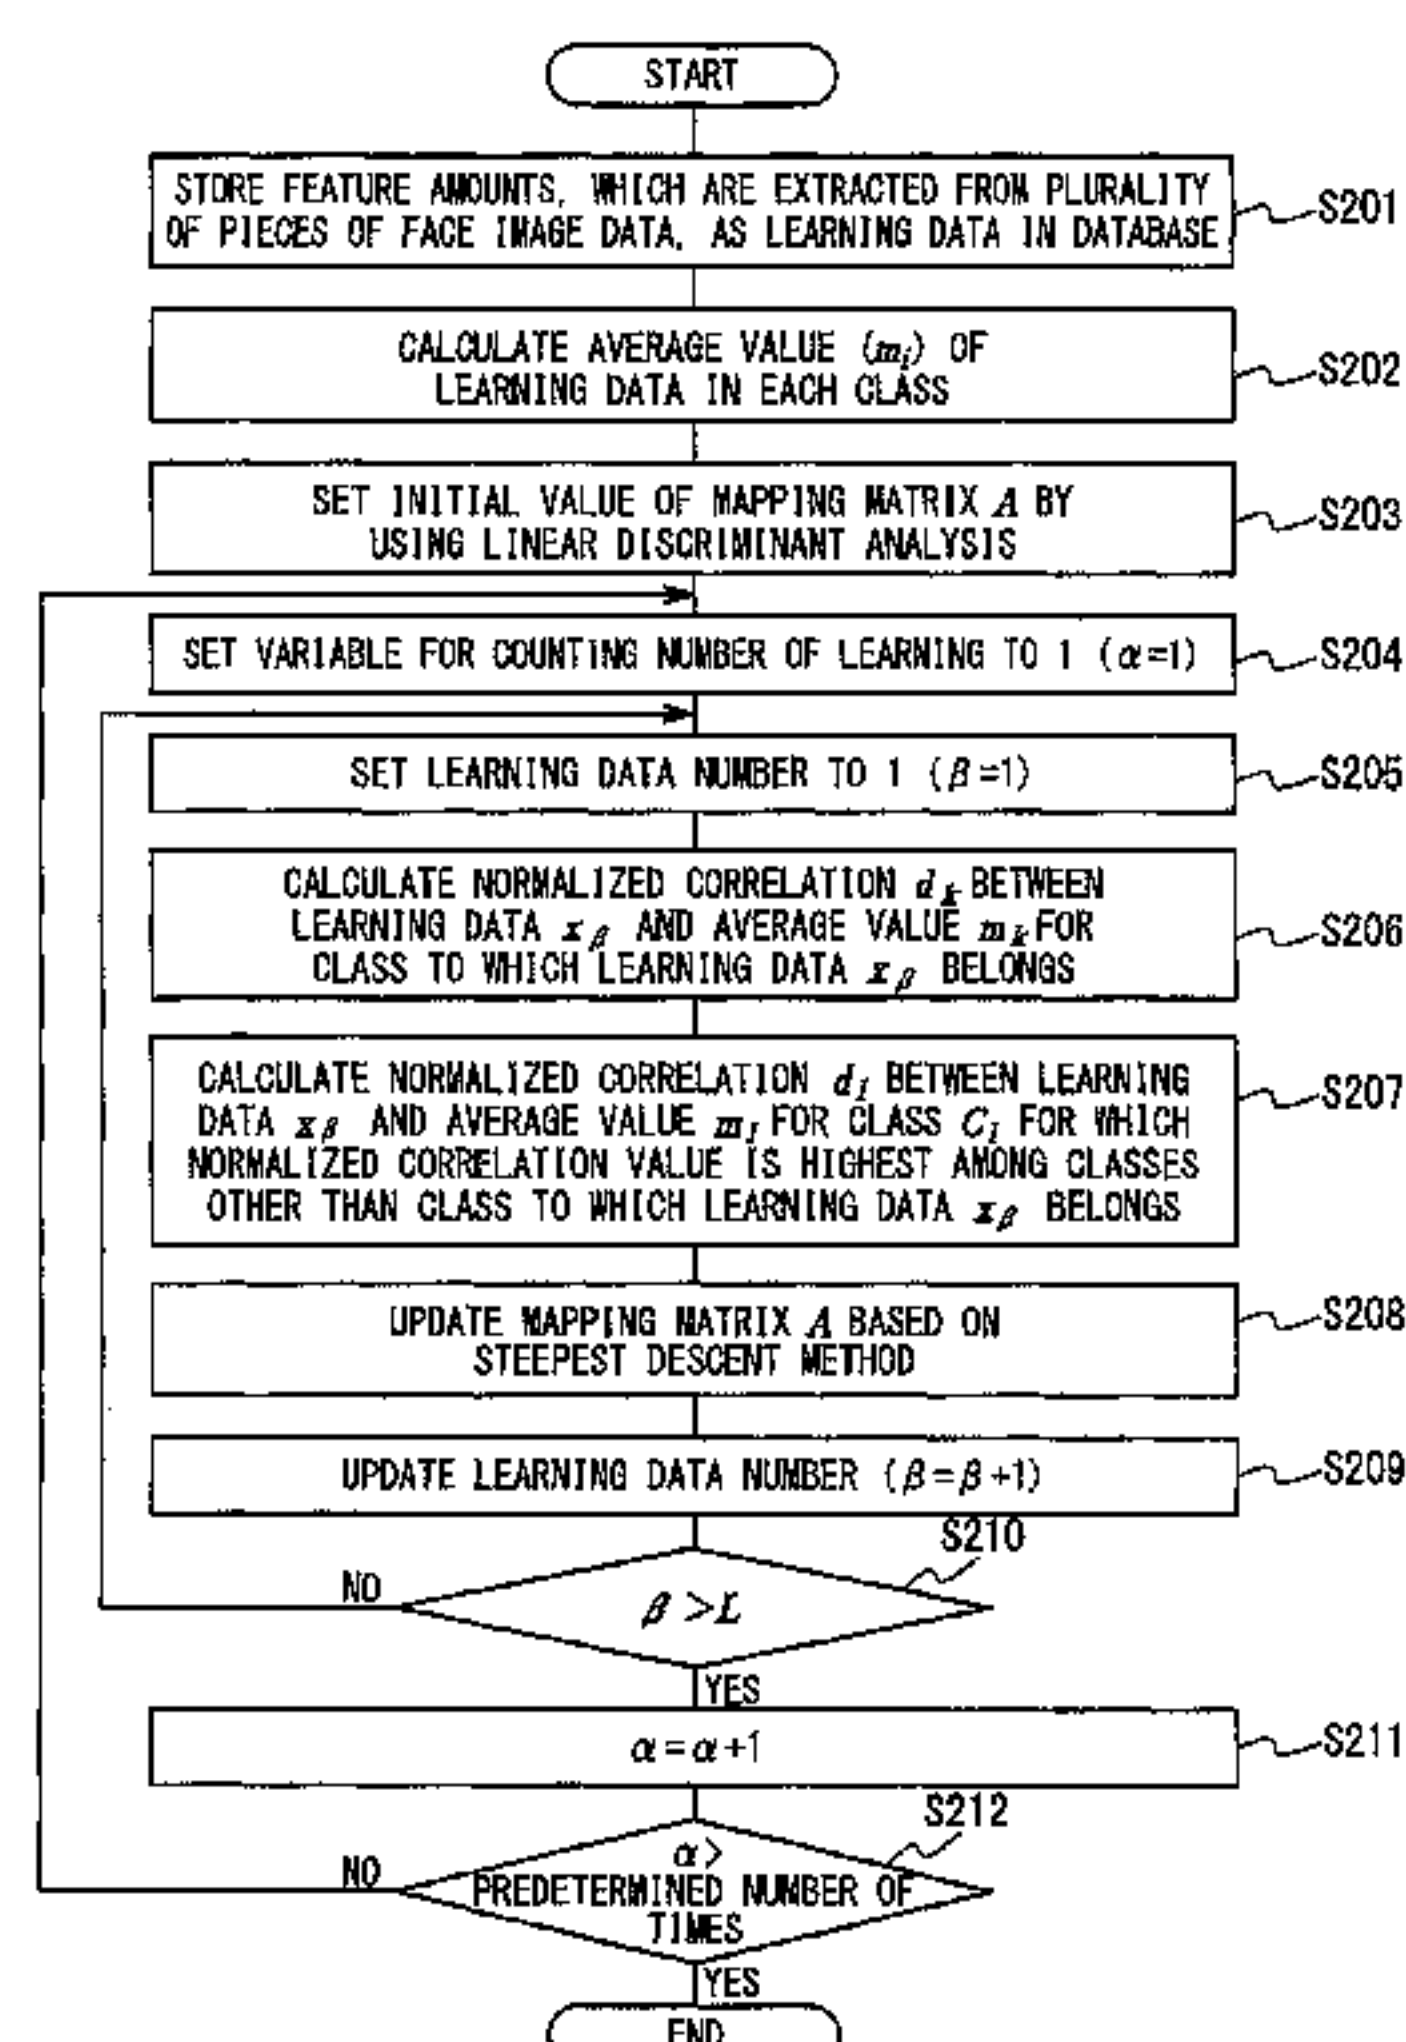 START
STORE FEATURE AMOUNTS, WHICH ARE EXTRACTED FROM PLURALITY
OF PIECES OF FACE IMAGE DATA, AS LEARNING DATA IN DATABASE
S201
CALCULATE AVERAGE VALUE (mi) OF
LEARNING DATA IN EACH CLASS
S202
SET INITIAL VALUE OF MAPPING MATRIX A BY
USING LINEAR DISCRIMINANT ANALYSIS
S203
SET VARIABLE FOR COUNTING NUMBER OF LEARNING TO 1 (α=1)
S204
SET LEARNING DATA NUMBER TO 1 (β=1)
S205
CALCULATE NORMALIZED CORRELATION dk BETWEEN
LEARNING DATA xβ AND AVERAGE VALUE mk FOR
CLASS TO WHICH LEARNING DATA xβ BELONGS
S206
CALCULATE NORMALIZED CORRELATION dl BETWEEN LEARNING
DATA xβ AND AVERAGE VALUE ml FOR CLASS Cl FOR WHICH
NORMALIZED CORRELATION VALUE IS HIGHEST AMONG CLASSES
OTHER THAN CLASS TO WHICH LEARNING DATA xβ BELONGS
S207
UPDATE MAPPING MATRIX A BASED ON
STEEPEST DESCENT METHOD
S208
UPDATE LEARNING DATA NUMBER (β=β+1)
S209
S210
NO
β>L
YES
α=α+1
S211
S212
NO
α>
PREDETERMINED NUMBER OF
TIMES
YES
END